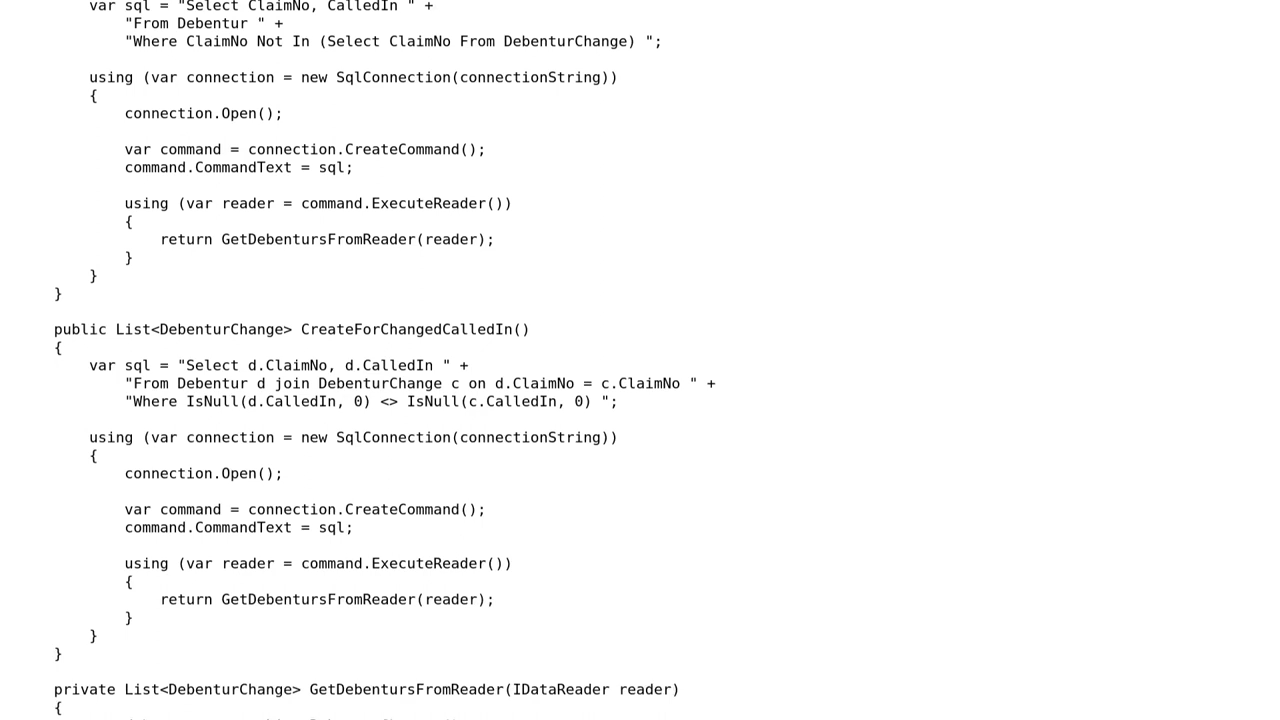 var sql = "Select ClaimNo, CalledIn " +
"From Debentur " +
"Where ClaimNo Not In (Select ClaimNo From DebenturChange) ";
using (var connection = new SqlConnection(connectionString))
{
connection.Open();
var command = connection.CreateCommand();
command.CommandText = sql;
using (var reader = command.ExecuteReader())
{
return GetDebentursFromReader(reader);
}
}
}
public List<DebenturChange> CreateForChangedCalledIn()
{
var sql = "Select d.ClaimNo, d.CalledIn " +
"From Debentur d join DebenturChange c on d.ClaimNo = c.ClaimNo " +
"Where IsNull(d.CalledIn, 0) <> IsNull(c.CalledIn, 0) ";
using (var connection = new SqlConnection(connectionString))
{
connection.Open();
var command = connection.CreateCommand();
command.CommandText = sql;
using (var reader = command.ExecuteReader())
{
return GetDebentursFromReader(reader);
}
}
}
private List<DebenturChange> GetDebentursFromReader(IDataReader reader)
{